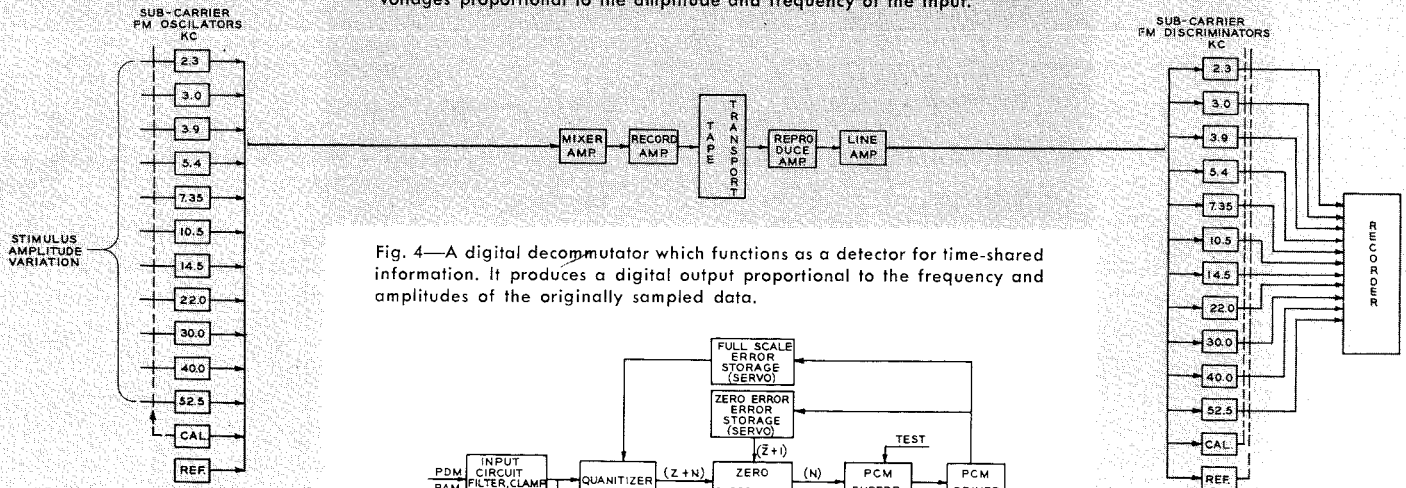 voltages proportional to the amplitude and frequency of the input.
SUB-CARRIER
FM OSCILATORS
KC
2.3
3.0
3.9
5.4
7.35
10.5
14.5
22.0
30.0
40.0
52.5
CAL.
REF.
STIMULUS
AMPLITUDE
VARIATION
MIXER
AMP
RECORD
AMP
TAPE
TRANSPORT
REPRO
DUCE
AMP
LINE
AMP
SUB-CARRIER
FM DISCRIMINATORS
KC
2.3
3.0
3.9
5.4
7.35
10.5
14.5
22.0
30.0
40.0
52.5
CAL.
REF.
RECORDER
Fig. 4—A digital decommutator which functions as a detector for time-shared
information. It produces a digital output proportional to the frequency and
amplitudes of the originally sampled data.
FULL SCALE
ERROR
STORAGE
(SERVO)
ZERO ERROR
ERROR
STORAGE
(SERVO)
(Z̄+1)
TEST
PDM
PAM
INPUT
CIRCUIT
FILTER, CLAMP
QUANITIZER
(Z+N)
ZERO
(N)
PCM
PCM